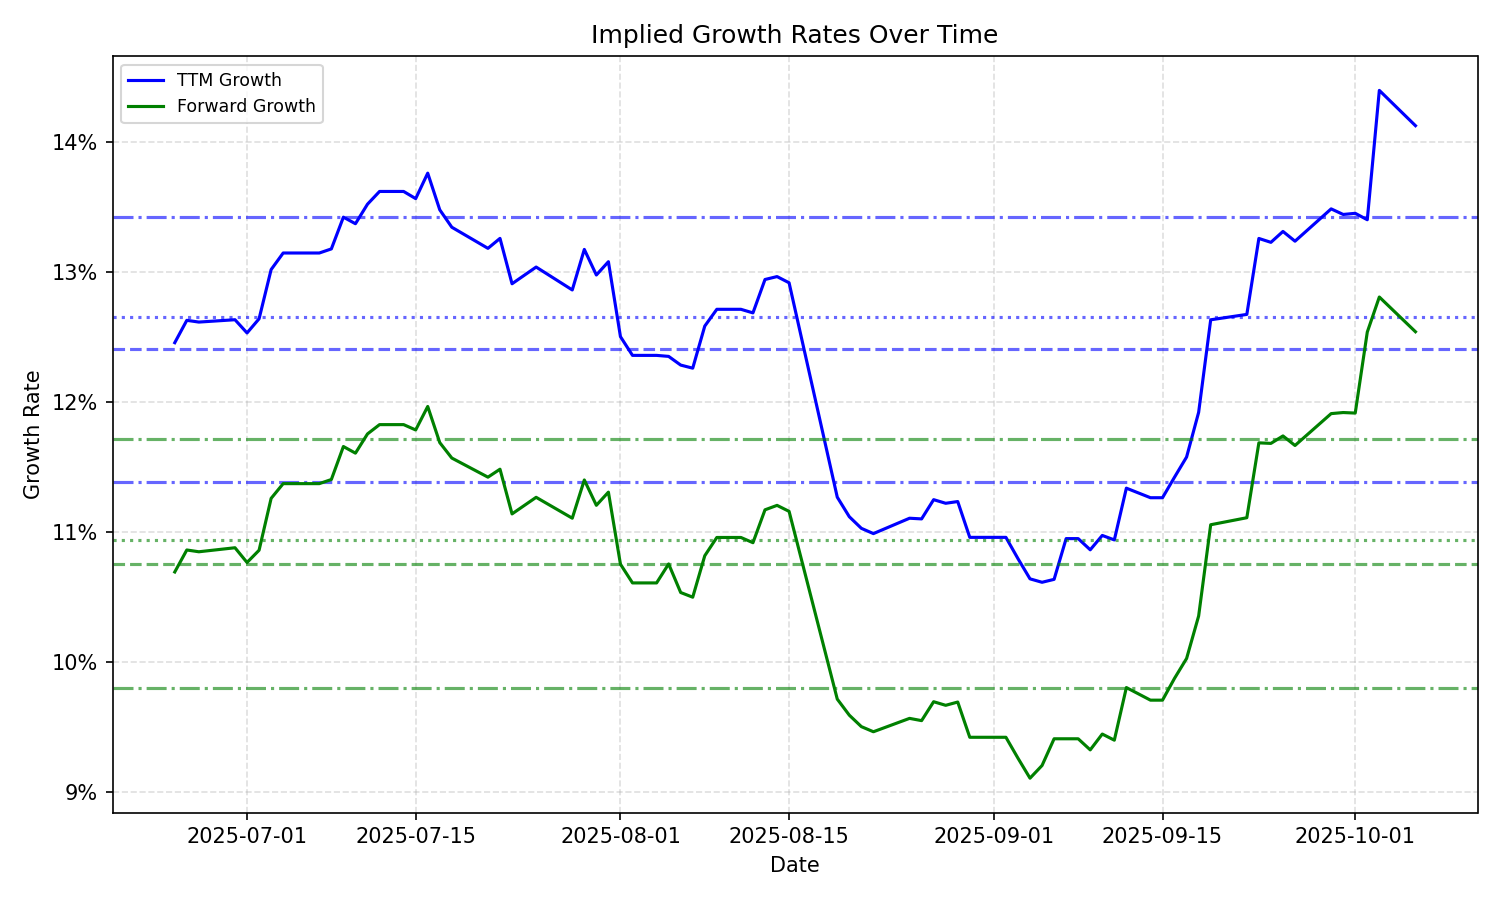 Implied Growth Rates Over Time
TTM Growth
Forward Growth
14%
13%
12%
11%
10%
9%
Growth Rate
2025-07-01
2025-07-15
2025-08-01
2025-08-15
2025-09-01
2025-09-15
2025-10-01
Date